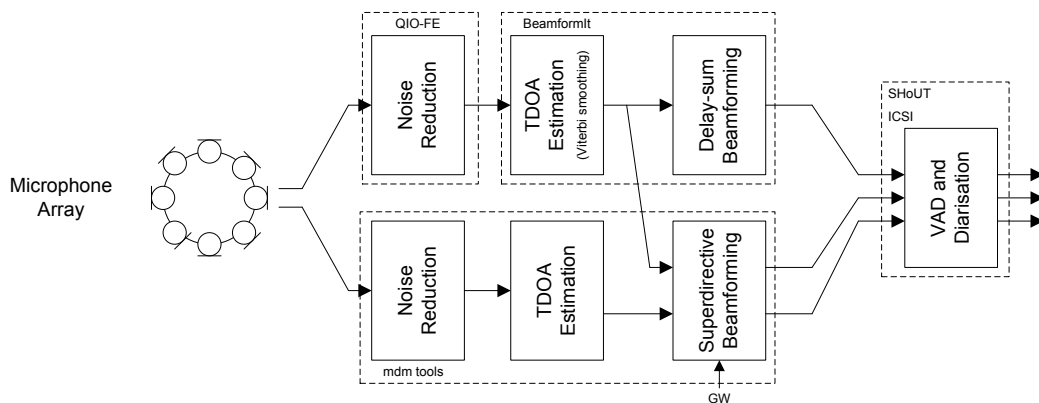 QIO-FE
BeamformIt
Noise
Reduction
TDOA
Estimation
(Viterbi smoothing)
Delay-sum
Beamforming
SHoUT
ICSI
VAD and
Diarisation
Microphone
Array
Noise
Reduction
TDOA
Estimation
Superdirective
Beamforming
mdm tools
GW